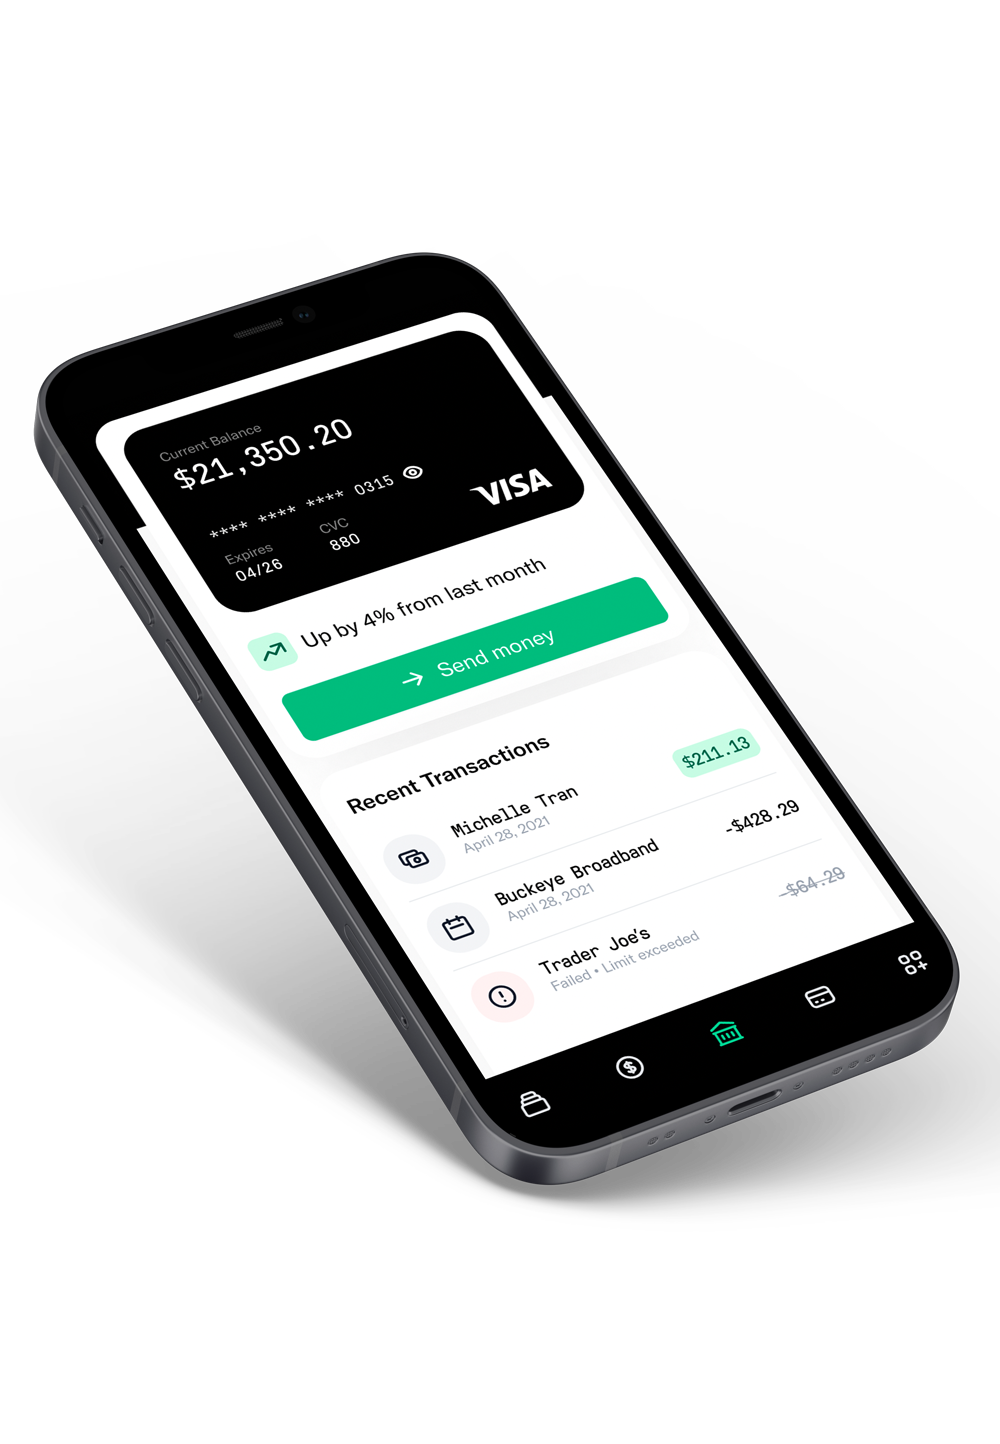 Current Balance
$21,350.20
**** **** **** 0315
Expires
CVC
04/26
880
VISA
Up by 4% from last month
Send money
Recent Transactions
Michelle Tran
$211.13
April 28, 2021
Buckeye Broadband
-$428.29
April 28, 2021
Trader Joe's
-$64.29
Failed • Limit exceeded